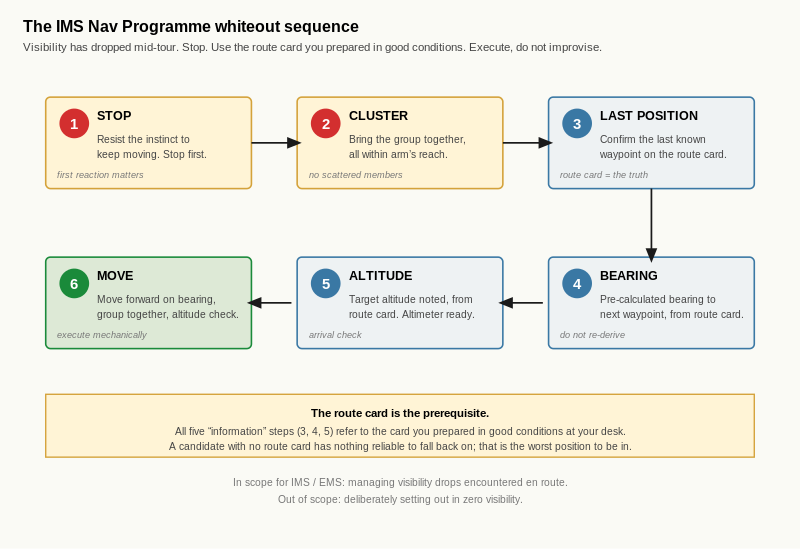 The IMS Nav Programme whiteout sequence
Visibility has dropped mid-tour. Stop. Use the route card you prepared in good conditions. Execute, do not improvise.
1
STOP
Resist the instinct to
keep moving. Stop first.
first reaction matters
2
CLUSTER
Bring the group together,
all within arm's reach.
no scattered members
3
LAST POSITION
Confirm the last known
waypoint on the route card.
route card = the truth
4
BEARING
Pre-calculated bearing to
next waypoint, from route card.
do not re-derive
5
ALTITUDE
Target altitude noted, from
route card. Altimeter ready.
arrival check
6
MOVE
Move forward on bearing,
group together, altitude check.
execute mechanically
The route card is the prerequisite.
All five “information” steps (3, 4, 5) refer to the card you prepared in good conditions at your desk.
A candidate with no route card has nothing reliable to fall back on; that is the worst position to be in.
In scope for IMS / EMS: managing visibility drops encountered en route.
Out of scope: deliberately setting out in zero visibility.